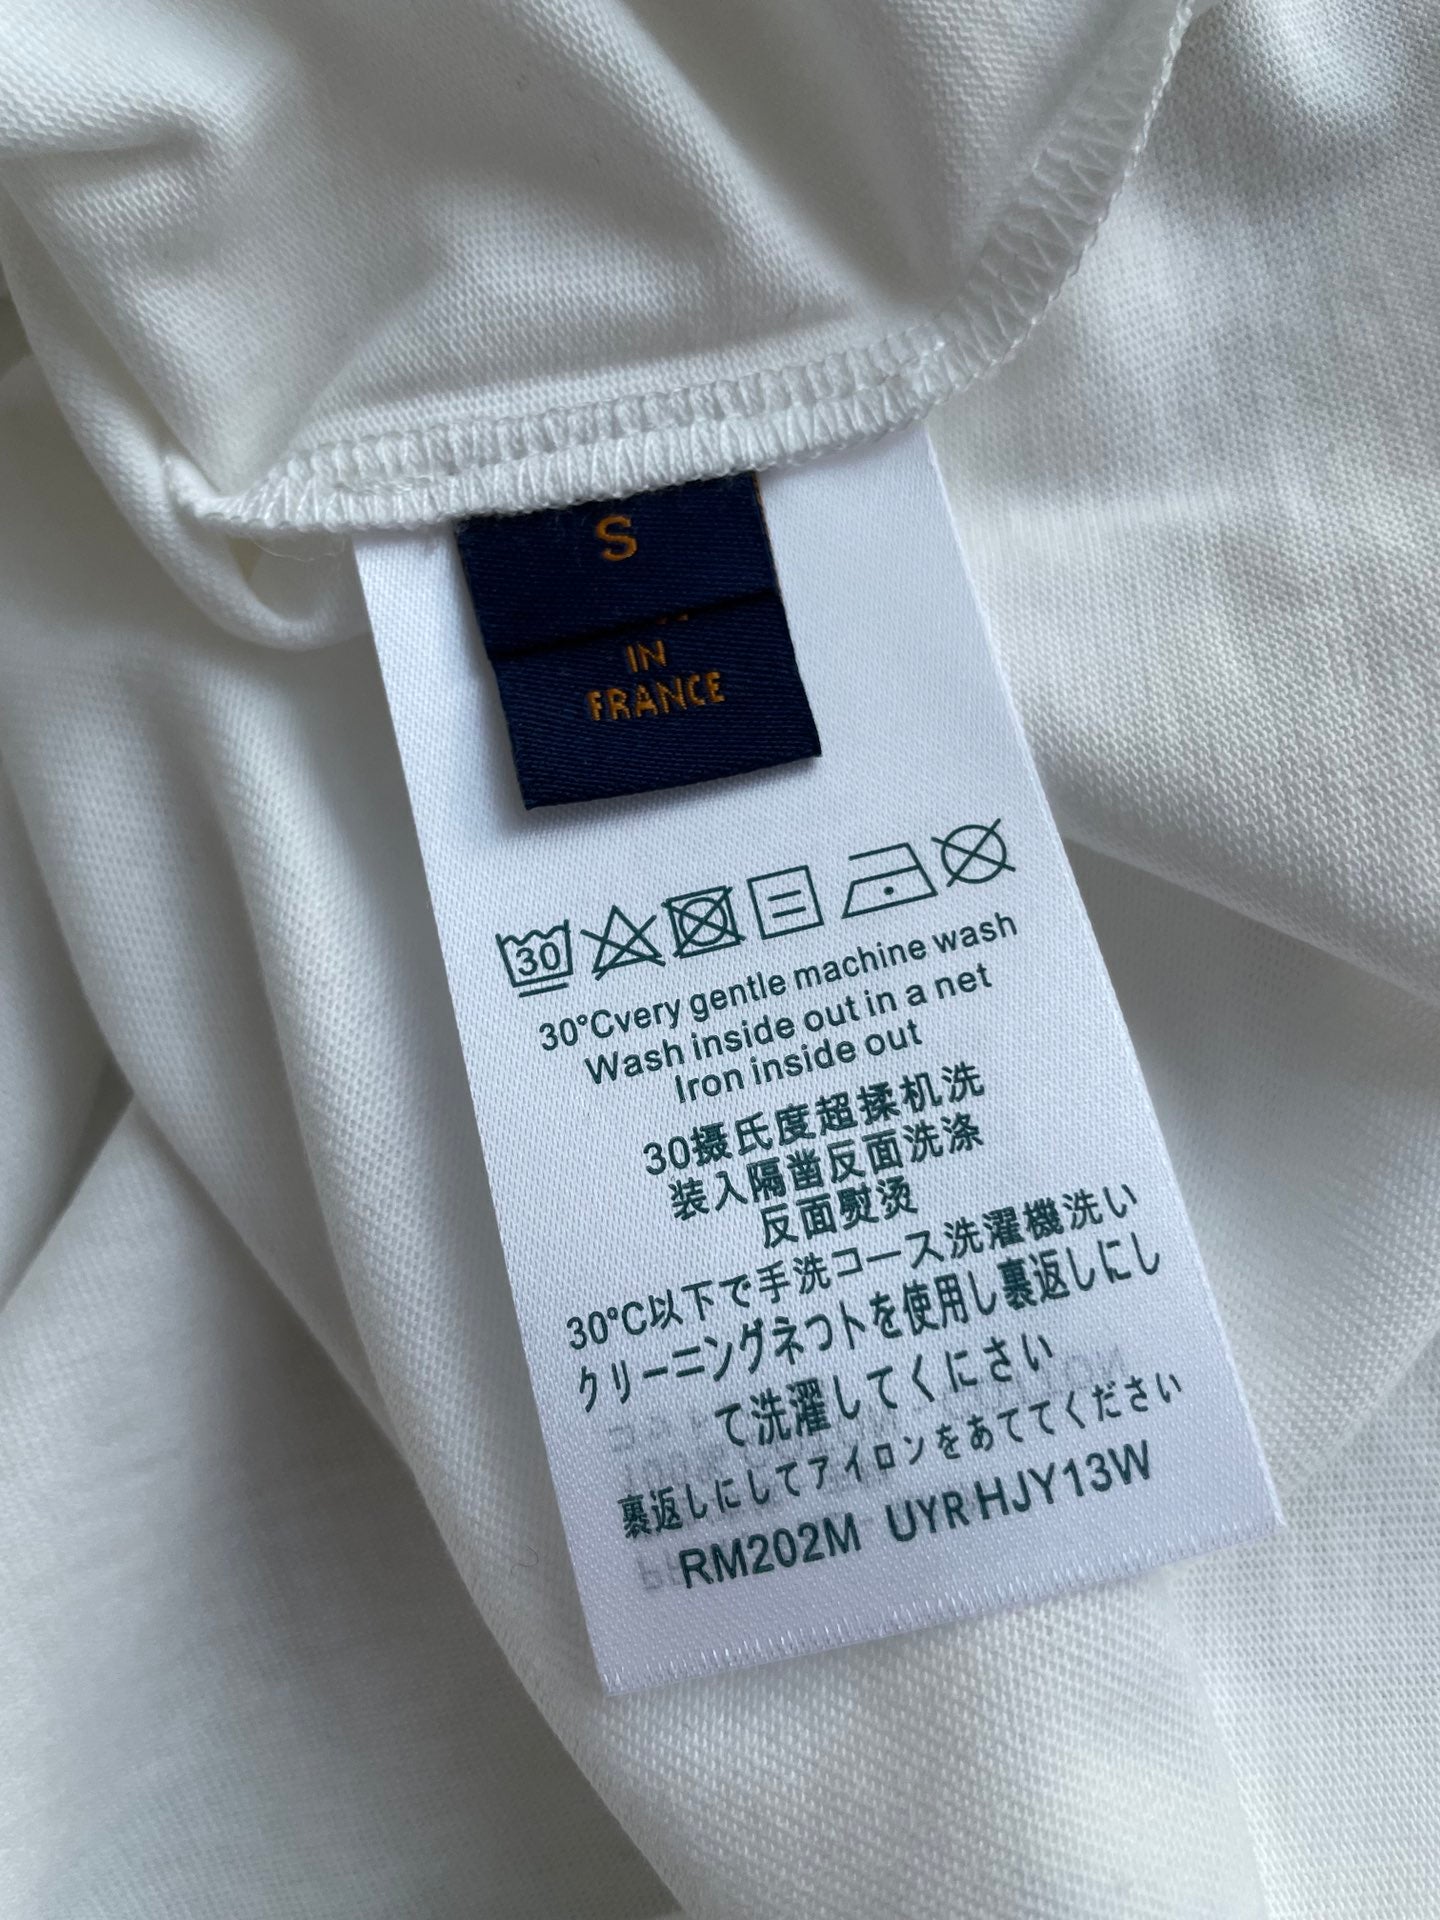 S
IN
FRANCE
30
30°Cvery gentle machine wash
Wash inside out in a net
Iron inside out
30摄氏度超揉机洗
装入隔凿反面洗涤
反面熨烫
30°C以下で手洗コース洗濯機洗い
クリーニングネコトを使用し裏返しにし
て洗濯してくにさい
裏返しにしてアイロンをあててください
RM202M UYR HJY13W